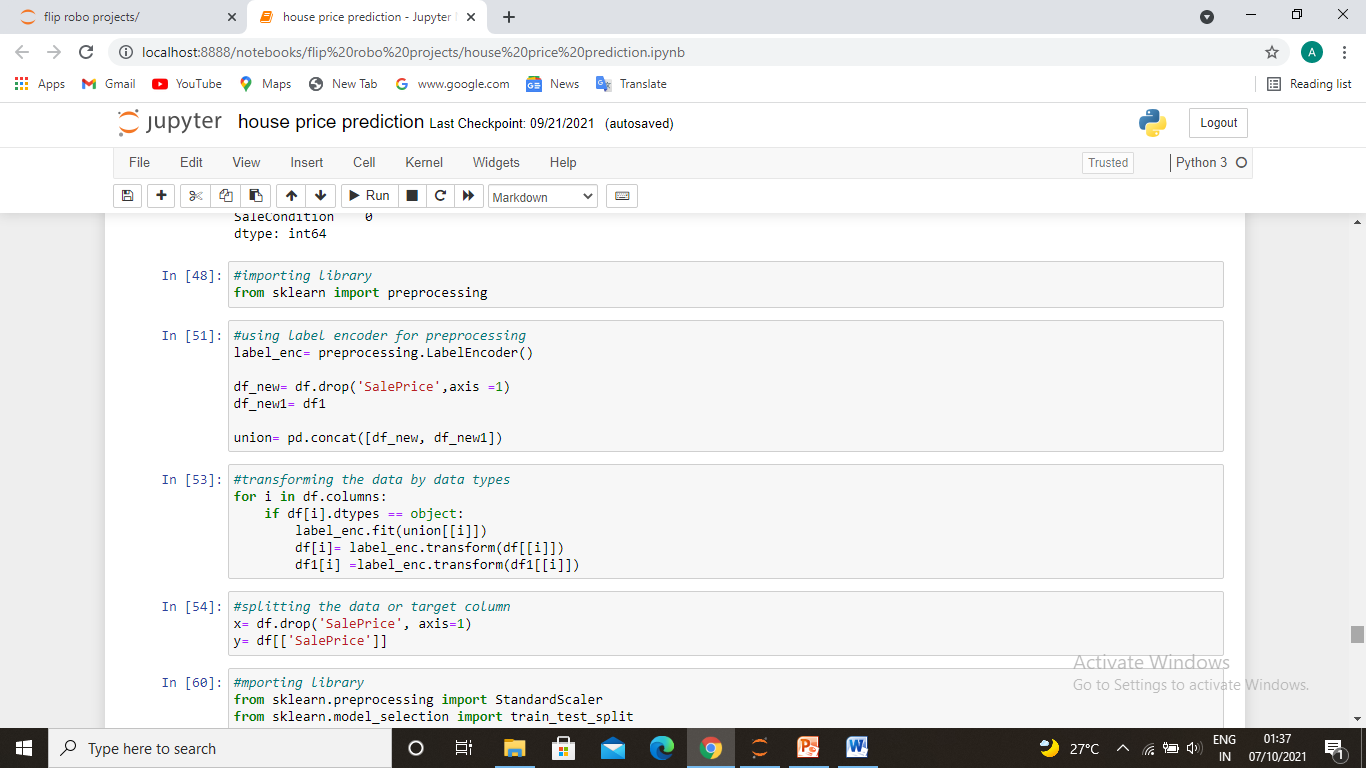 flip robo projects/
house price prediction - Jupyter
localhost:8888/notebooks/flip%20robo%20projects/house%20price%20prediction.ipynb
A
Apps Gmail YouTube Maps New Tab www.google.com News Translate Reading list
jupyter house price prediction Last Checkpoint: 09/21/2021 (autosaved) Logout
File Edit View Insert Cell Kernel Widgets Help Trusted Python 3
Run Markdown
SaleCondition 0
dtype: int64
In [48]: #importing library
from sklearn import preprocessing
In [51]: #using label encoder for preprocessing
label_enc= preprocessing.LabelEncoder()
df_new= df.drop('SalePrice',axis =1)
df_new1= df1
union= pd.concat([df_new, df_new1])
In [53]: #transforming the data by data types
for i in df.columns:
if df[i].dtypes == object:
label_enc.fit(union[[i]])
df[i]= label_enc.transform(df[[i]])
df1[i] =label_enc.transform(df1[[i]])
In [54]: #splitting the data or target column
x= df.drop('SalePrice', axis=1)
y= df[['SalePrice']]
In [60]: #mporting library
from sklearn.preprocessing import StandardScaler
from sklearn.model_selection import train_test_split
Activate Windows
Go to Settings to activate Windows.
Type here to search
27°C
ENG
IN
01:37
07/10/2021
1